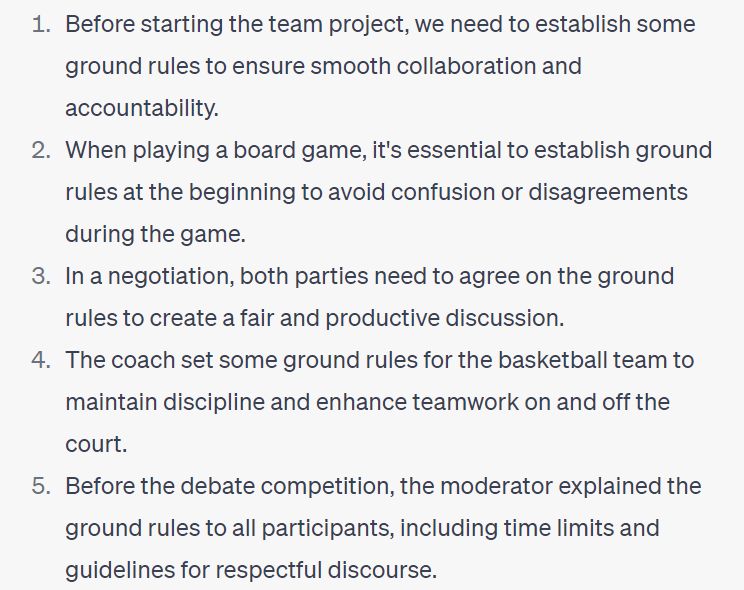 1. Before starting the team project, we need to establish some
ground rules to ensure smooth collaboration and
accountability.
2. When playing a board game, it's essential to establish ground
rules at the beginning to avoid confusion or disagreements
during the game.
3. In a negotiation, both parties need to agree on the ground
rules to create a fair and productive discussion.
4. The coach set some ground rules for the basketball team to
maintain discipline and enhance teamwork on and off the
court.
5. Before the debate competition, the moderator explained the
ground rules to all participants, including time limits and
guidelines for respectful discourse.